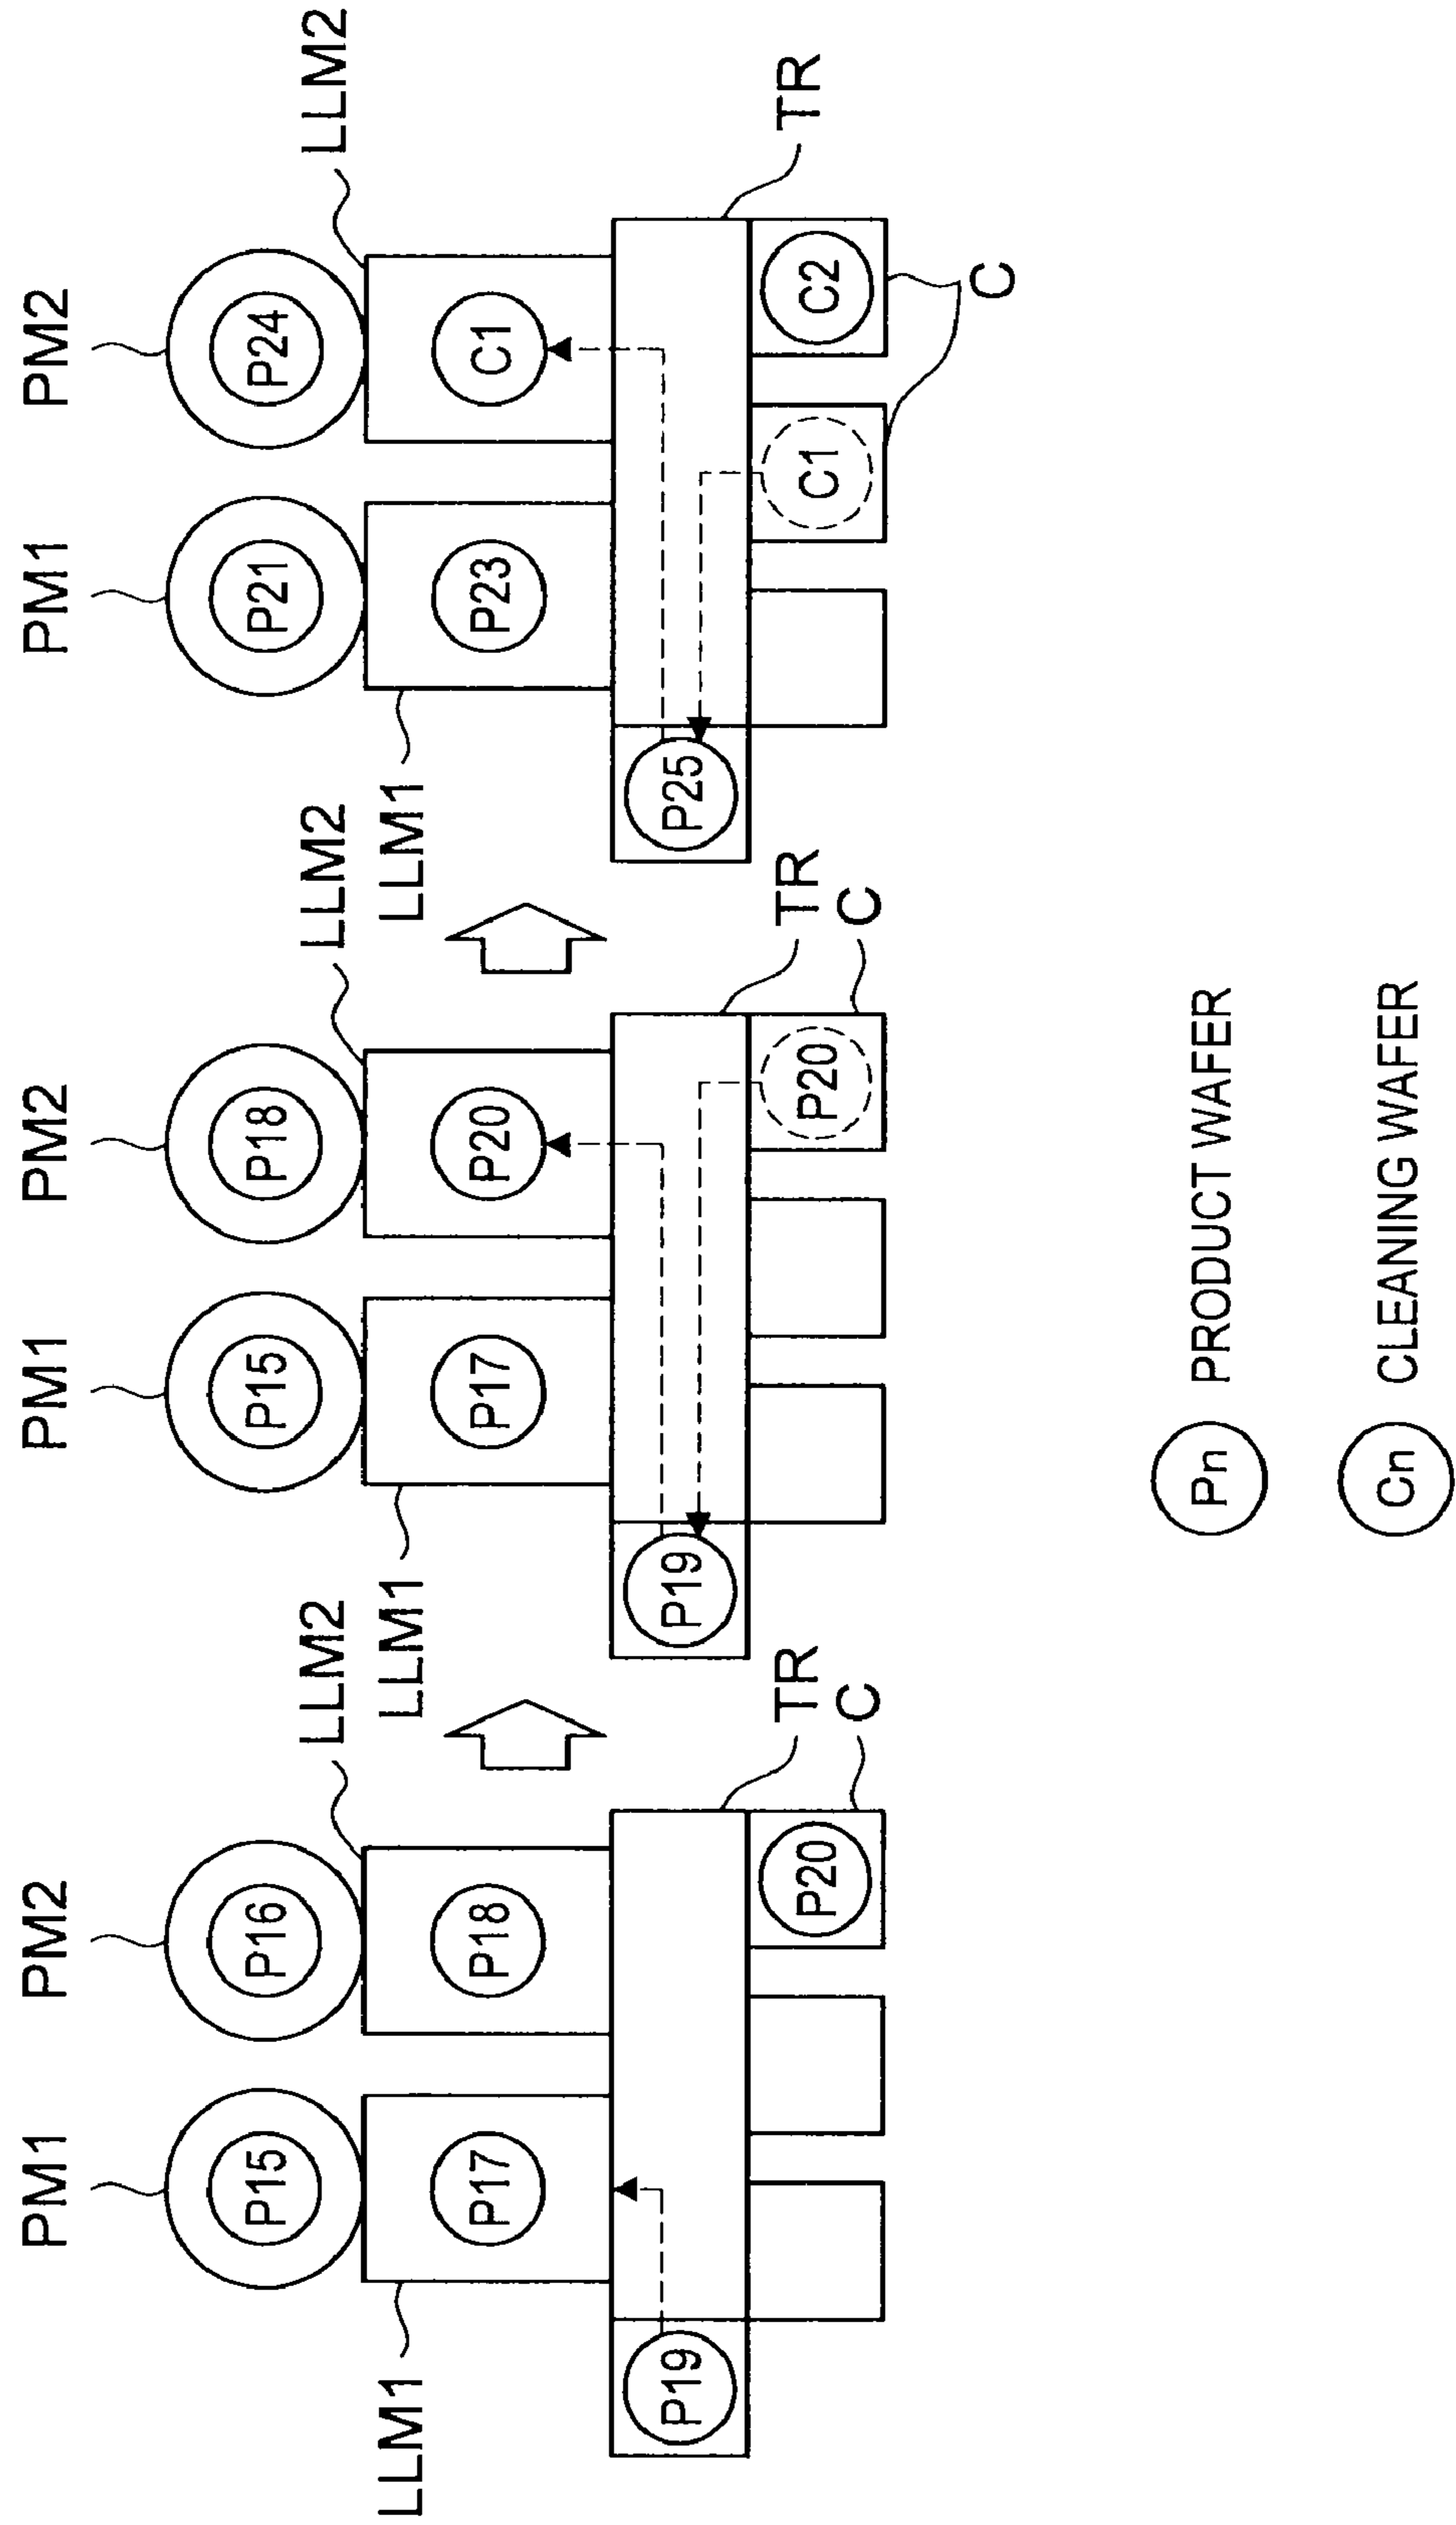 PM1 PM2
P15 P16
LLM2
LLM1
P17 P18
P19
TR
P20
C
PM1 PM2
P15 P18
LLM2
LLM1
P17 P20
P19
TR
P20
C
PM1 PM2
P21 P24
LLM2
LLM1
P23 C1
P25
TR
C1 C2
C
Pn PRODUCT WAFER
Cn CLEANING WAFER